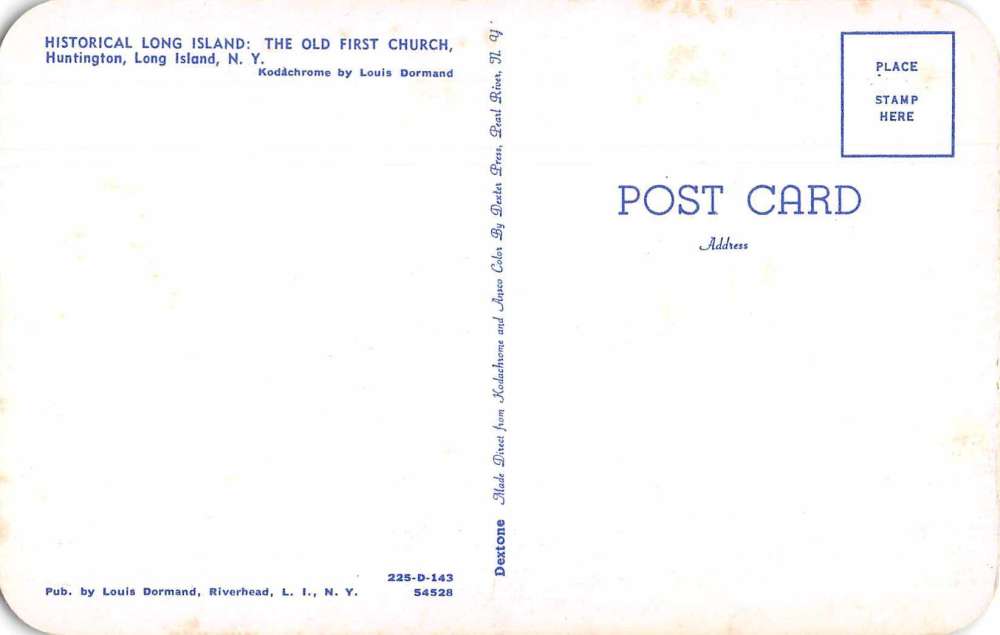 HISTORICAL LONG ISLAND: THE OLD FIRST CHURCH,
Huntington, Long Island, N. Y.
Kodachrome by Louis Dormand
225-D-143
Pub. by Louis Dormand, Riverhead, L. I., N. Y. 54528
Dextone Made Direct from Kodachrome and Ansco Color By Dexter Press, Pearl River, N. Y
PLACE
STAMP
HERE
POST CARD
Address